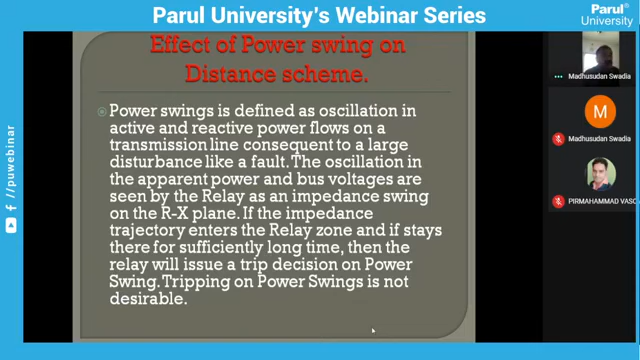 Parul University's Webinar Series
Parul®
University
Effect of Power swing on
Distance scheme.
Power swings is defined as oscillation in
active and reactive power flows on a
transmission line consequent to a large
disturbance like a fault. The oscillation in
the apparent power and bus voltages are
seen by the Relay as an impedance swing
on the R-X plane. If the impedance
trajectory enters the Relay zone and if stays
there for sufficiently long time, then the
relay will issue a trip decision on Power
Swing. Tripping on Power Swings is not
desirable.
Madhusudan Swadia
M
Madhusudan Swadia
PIRMAHAMMAD VASO
//puwebinar